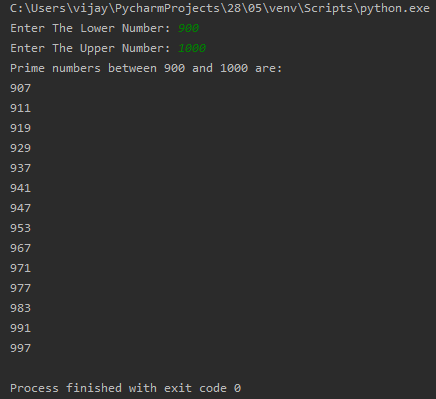 C:\Users\vijay\PycharmProjects\28\05\venv\Scripts\python.exe
Enter The Lower Number: 900
Enter The Upper Number: 1000
Prime numbers between 900 and 1000 are:
907
911
919
929
937
941
947
953
967
971
977
983
991
997
Process finished with exit code 0